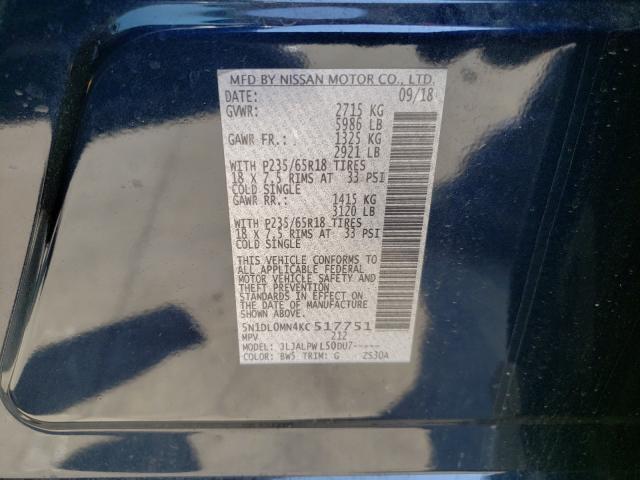 MFD BY NISSAN MOTOR CO., LTD.
DATE: 09/18
GVWR: 2715 KG
5986 LB
GAWR FR.: 1325 KG
2921 LB
WITH P235/65R18 TIRES
18 X 7.5 RIMS AT 33 PSI
COLD SINGLE
GAWR RR.: 1415 KG
3120 LB
WITH P235/65R18 TIRES
18 X 7.5 RIMS AT 33 PSI
COLD SINGLE
THIS VEHICLE CONFORMS TO
ALL APPLICABLE FEDERAL
MOTOR VEHICLE SAFETY AND
THEFT PREVENTION
STANDARDS IN EFFECT ON
THE DATE OF MANUFACTURE
SHOWN ABOVE.
5N1DL0MN4KC517751
MPV 212
MODEL: 3LJALPWL50DU7-----
COLOR: BW5 TRIM: G ZS30A